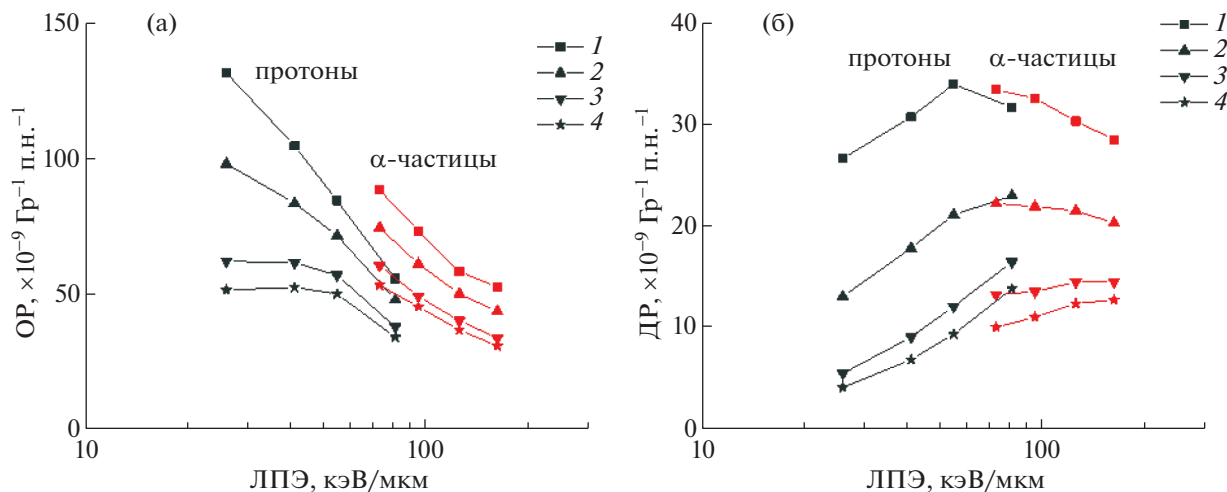 (а)
150
100
50
0
ОР, ×10⁻⁹ Гр⁻¹ п.н.⁻¹
протоны
α-частицы
1
2
3
4
10
100
ЛПЭ, кэВ/мкм
(б)
40
30
20
10
0
ДР, ×10⁻⁹ Гр⁻¹ п.н.⁻¹
протоны
α-частицы
1
2
3
4
10
100
ЛПЭ, кэВ/мкм